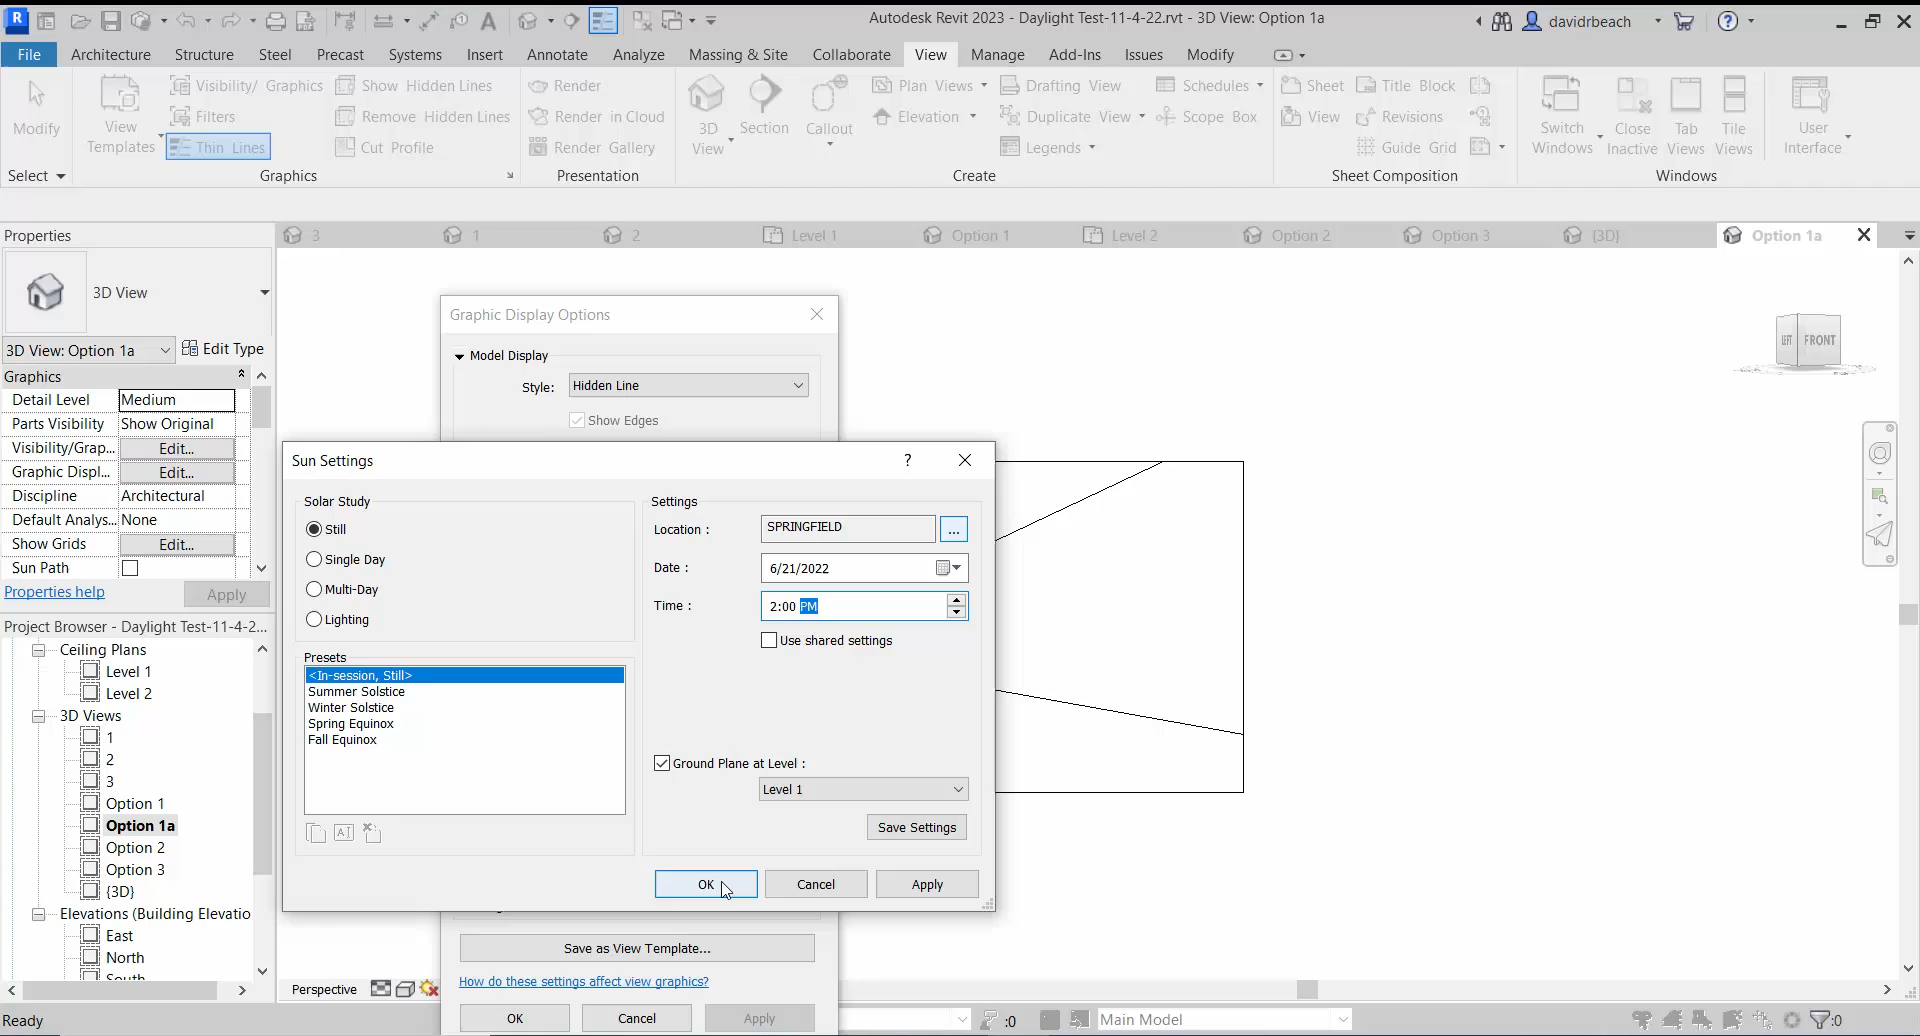 Autodesk Revit 2023 - Daylight Test-11-4-22.rvt - 3D View: Option 1a
davidrbeach
File Architecture Structure Steel Precast Systems Insert Annotate Analyze Massing & Site Collaborate View Manage Add-Ins Issues Modify
Modify
Select
View Templates
Visibility/ Graphics
Filters
Thin Lines
Show Hidden Lines
Remove Hidden Lines
Cut Profile
Graphics
Render
Render in Cloud
Render Gallery
Presentation
3D View
Section
Callout
Plan Views
Elevation
Drafting View
Duplicate View
Legends
Schedules
Scope Box
Create
Sheet
View
Title Block
Revisions
Guide Grid
Sheet Composition
Switch Windows
Close Inactive
Tab Views
Tile Views
Windows
User Interface
Properties
3 1 2 Level 1 Option 1 Level 2 Option 2 Option 3 {3D} Option 1a
3D View
3D View: Option 1a
Edit Type
Graphics
Detail Level Medium
Parts Visibility Show Original
Visibility/Grap... Edit...
Graphic Displ... Edit...
Discipline Architectural
Default Analys... None
Show Grids Edit...
Sun Path
Properties help
Apply
Project Browser - Daylight Test-11-4-2...
Ceiling Plans
Level 1
Level 2
3D Views
1
2
3
Option 1
Option 1a
Option 2
Option 3
{3D}
Elevations (Building Elevatio
East
North
South
Graphic Display Options
Model Display
Style: Hidden Line
Show Edges
Sun Settings
?
Solar Study
Still
Single Day
Multi-Day
Lighting
Presets
<In-session, Still>
Summer Solstice
Winter Solstice
Spring Equinox
Fall Equinox
Settings
Location : SPRINGFIELD ...
Date : 6/21/2022
Time : 2:00 PM
Use shared settings
Ground Plane at Level :
Level 1
Save Settings
OK Cancel Apply
Save as View Template...
How do these settings affect view graphics?
OK Cancel Apply
LEFT FRONT
Perspective
Ready
:0
Main Model
:0